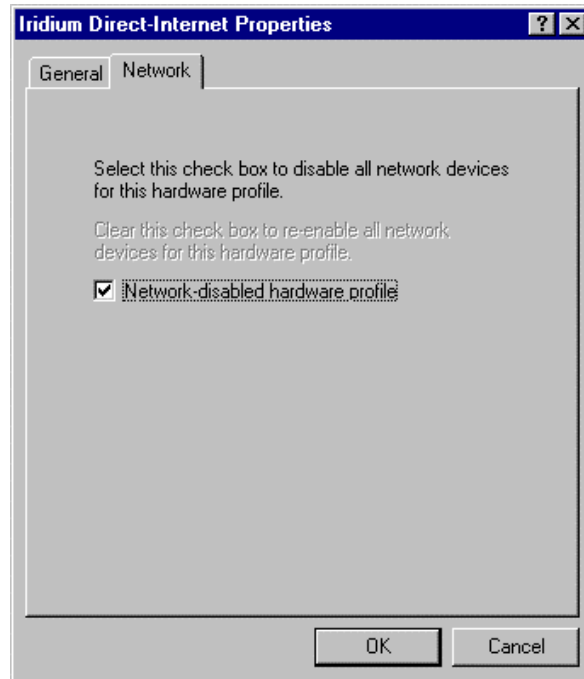 Iridium Direct-Internet Properties
General Network
Select this check box to disable all network devices
for this hardware profile.
Clear this check box to re-enable all network
devices for this hardware profile.
Network-disabled hardware profile
OK Cancel